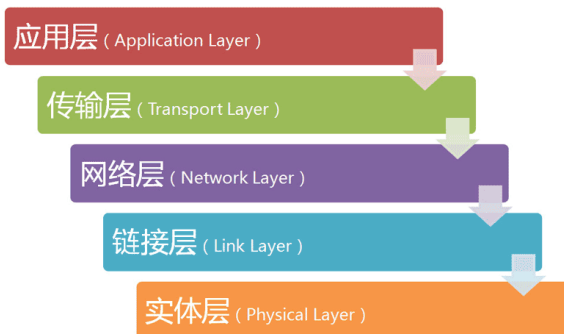 应用层（Application Layer）
传输层（Transport Layer）
网络层（Network Layer）
链接层（Link Layer）
实体层（Physical Layer）